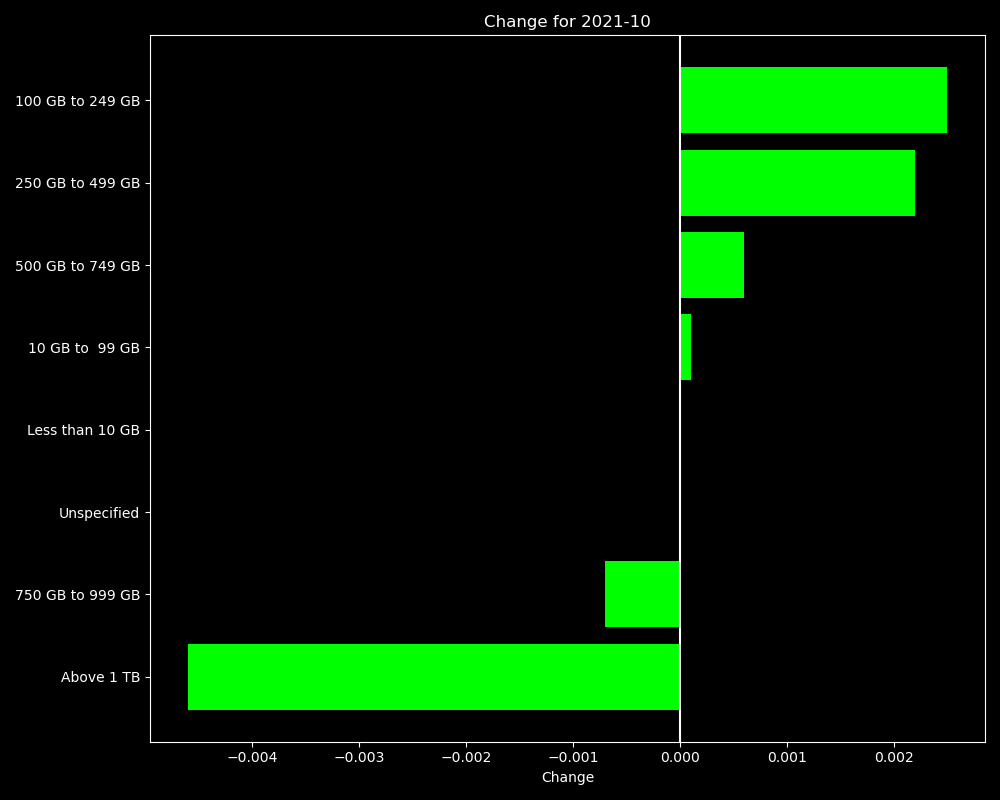 Change for 2021-10
100 GB to 249 GB
250 GB to 499 GB
500 GB to 749 GB
10 GB to  99 GB
Less than 10 GB
Unspecified
750 GB to 999 GB
Above 1 TB
−0.004 −0.003 −0.002 −0.001 0.000 0.001 0.002
Change